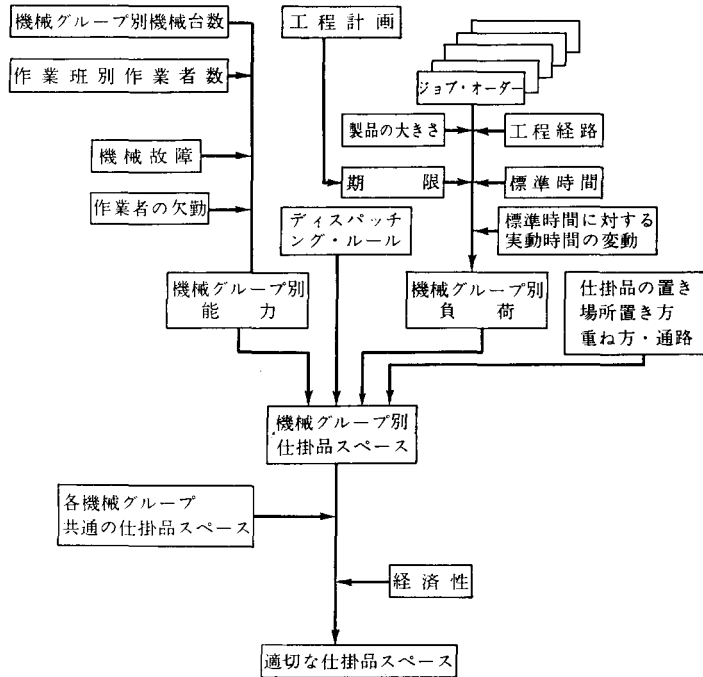 機械グループ別機械台数
工程計画
作業班別作業者数
ジョブ・オーダー
製品の大きさ
工程経路
機械故障
期限
標準時間
作業者の欠勤
ディスパッチ
ング・ルール
標準時間に対する
実動時間の変動
機械グループ別
能力
機械グループ別
負荷
仕掛品の置き
場所置き方
重ね方・通路
機械グループ別
仕掛品スペース
各機械グループ
共通の仕掛品スペース
経済性
適切な仕掛品スペース